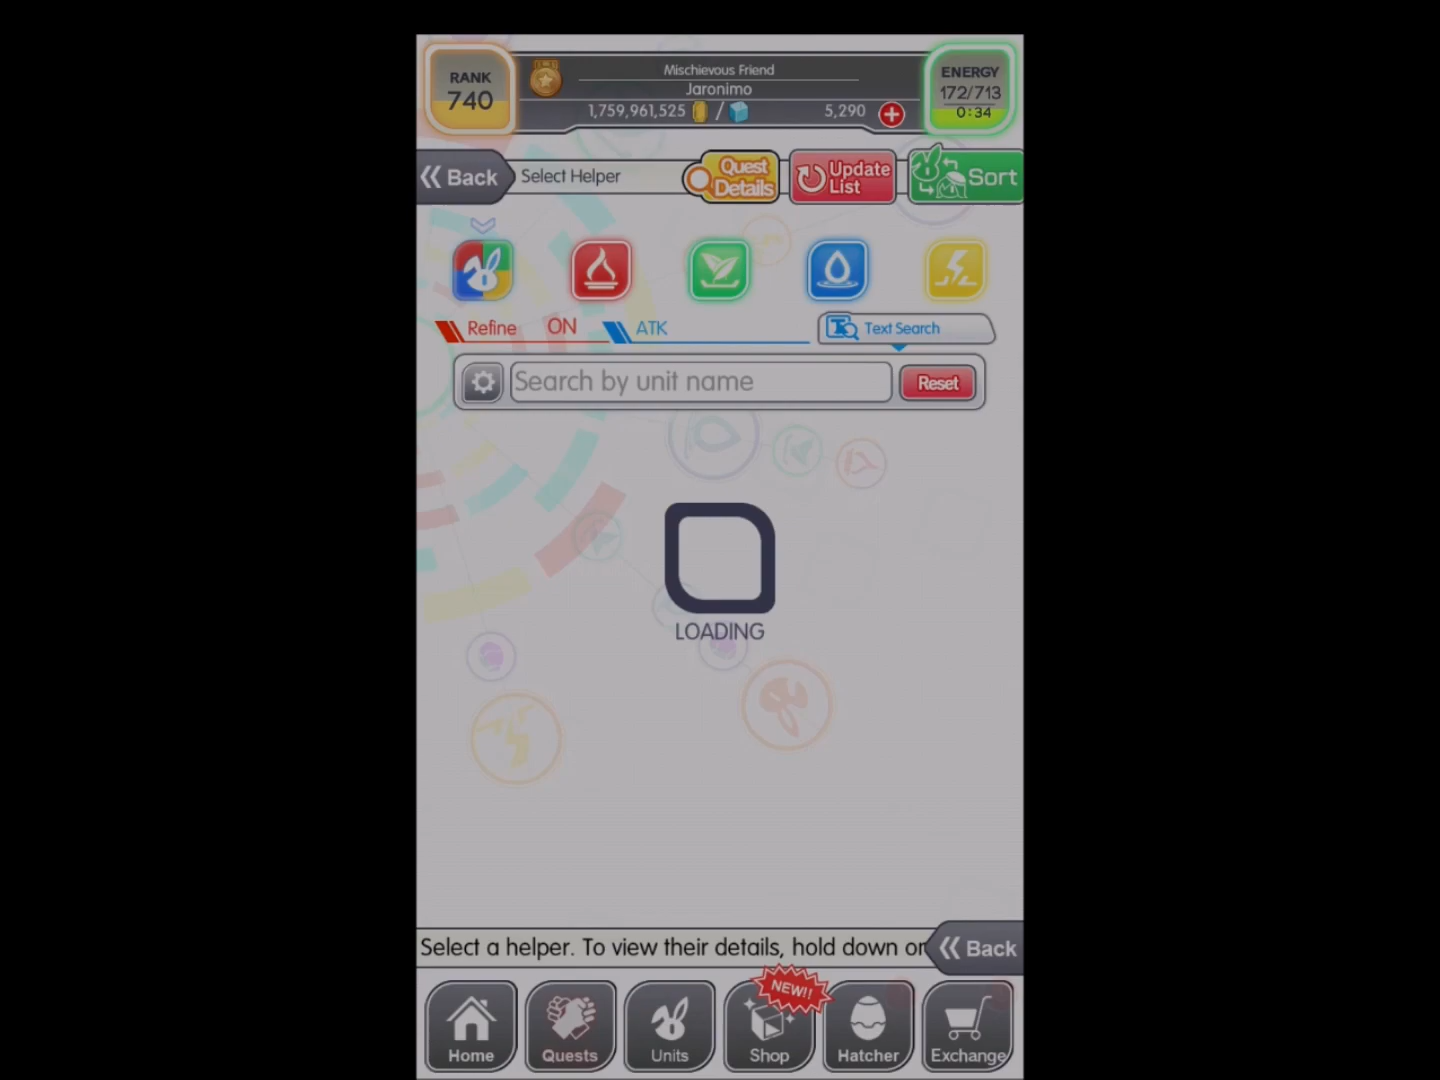 RANK
740
Mischievous Friend
Jaronimo
1,759,961,525 / 5,290
ENERGY
172/713
0:34
Back
Select Helper
Quest Details
Update List
Sort
Refine ON
ATK
Text Search
Search by unit name
Reset
LOADING
Select a helper. To view their details, hold down or
Back
NEW!!
Home
Quests
Units
Shop
Hatcher
Exchange